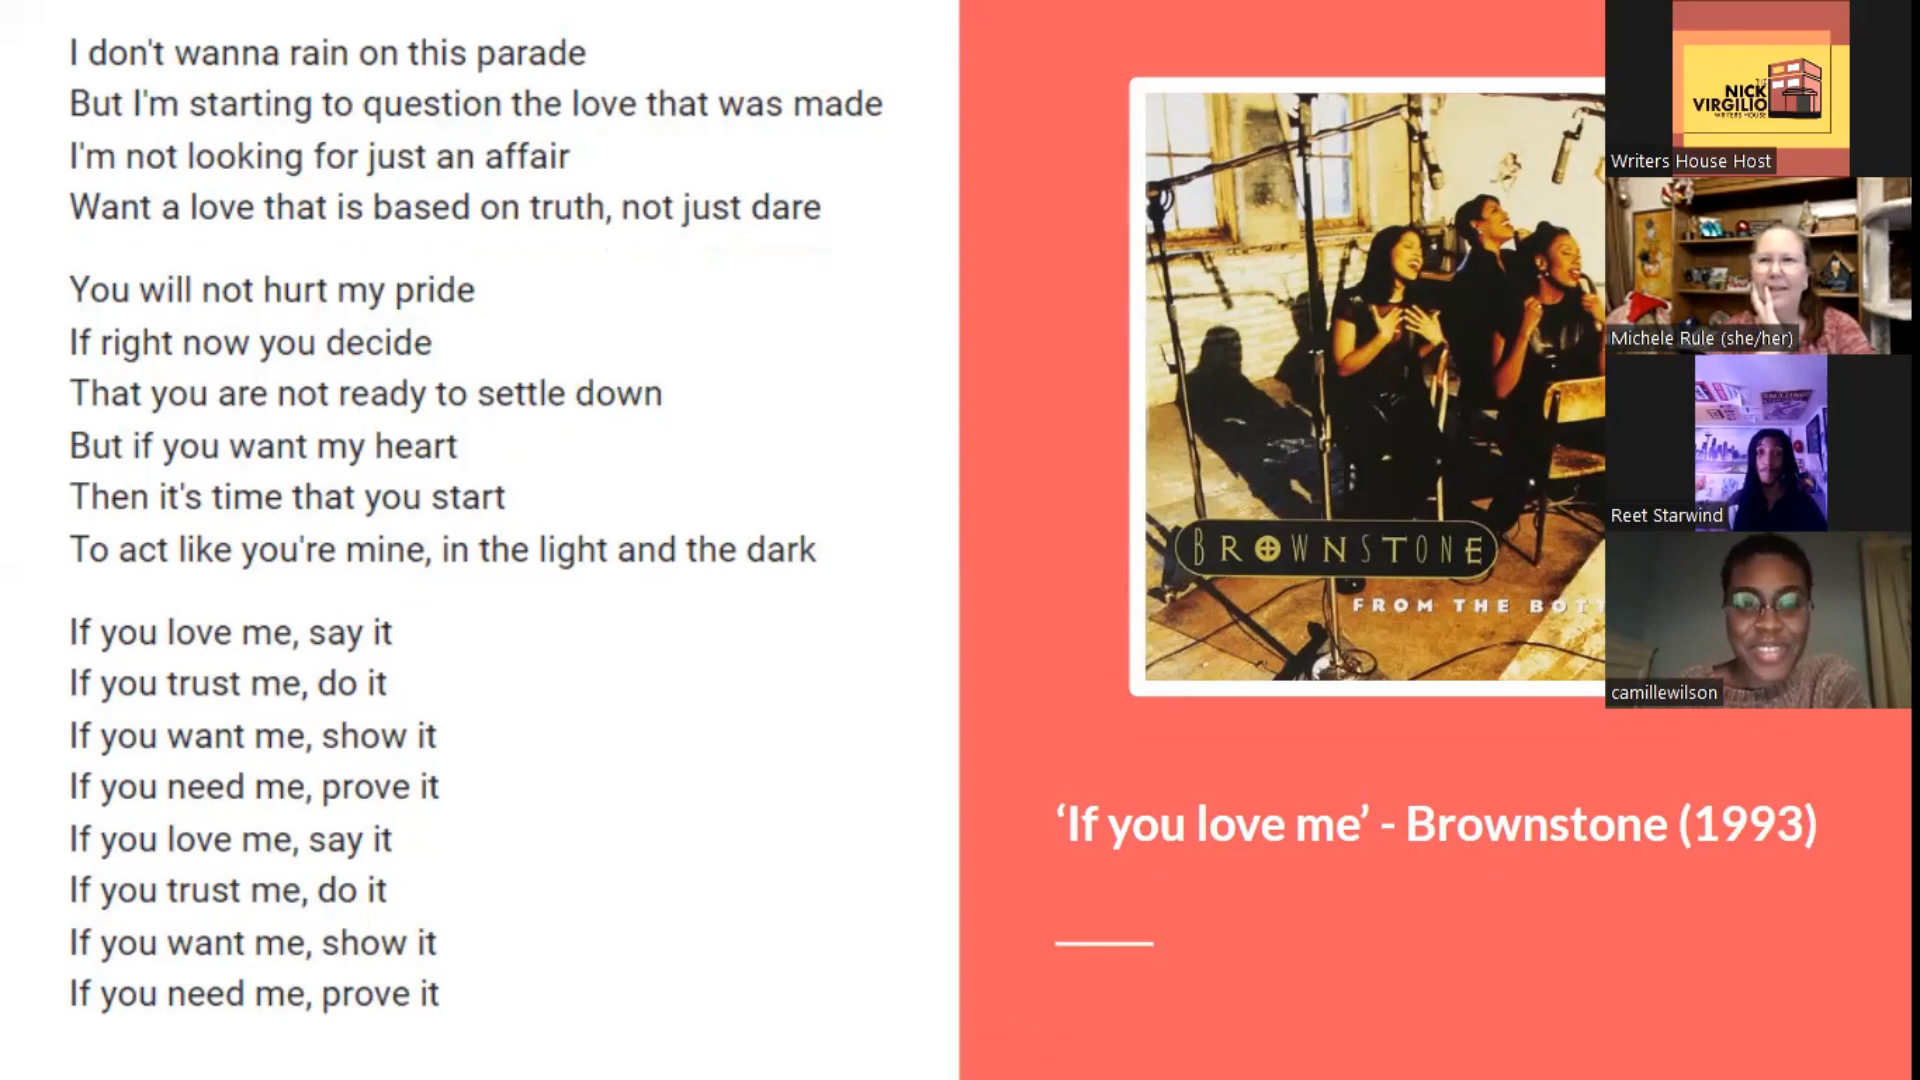 I don't wanna rain on this parade
But I'm starting to question the love that was made
I'm not looking for just an affair
Want a love that is based on truth, not just dare
You will not hurt my pride
If right now you decide
That you are not ready to settle down
But if you want my heart
Then it's time that you start
To act like you're mine, in the light and the dark
If you love me, say it
If you trust me, do it
If you want me, show it
If you need me, prove it
If you love me, say it
If you trust me, do it
If you want me, show it
If you need me, prove it
BROWNSTONE
FROM THE BOTT
‘If you love me’ - Brownstone (1993)
THE
NICK
VIRGILIO
WRITERS HOUSE
Writers House Host
Michele Rule (she/her)
Reet Starwind
camillewilson